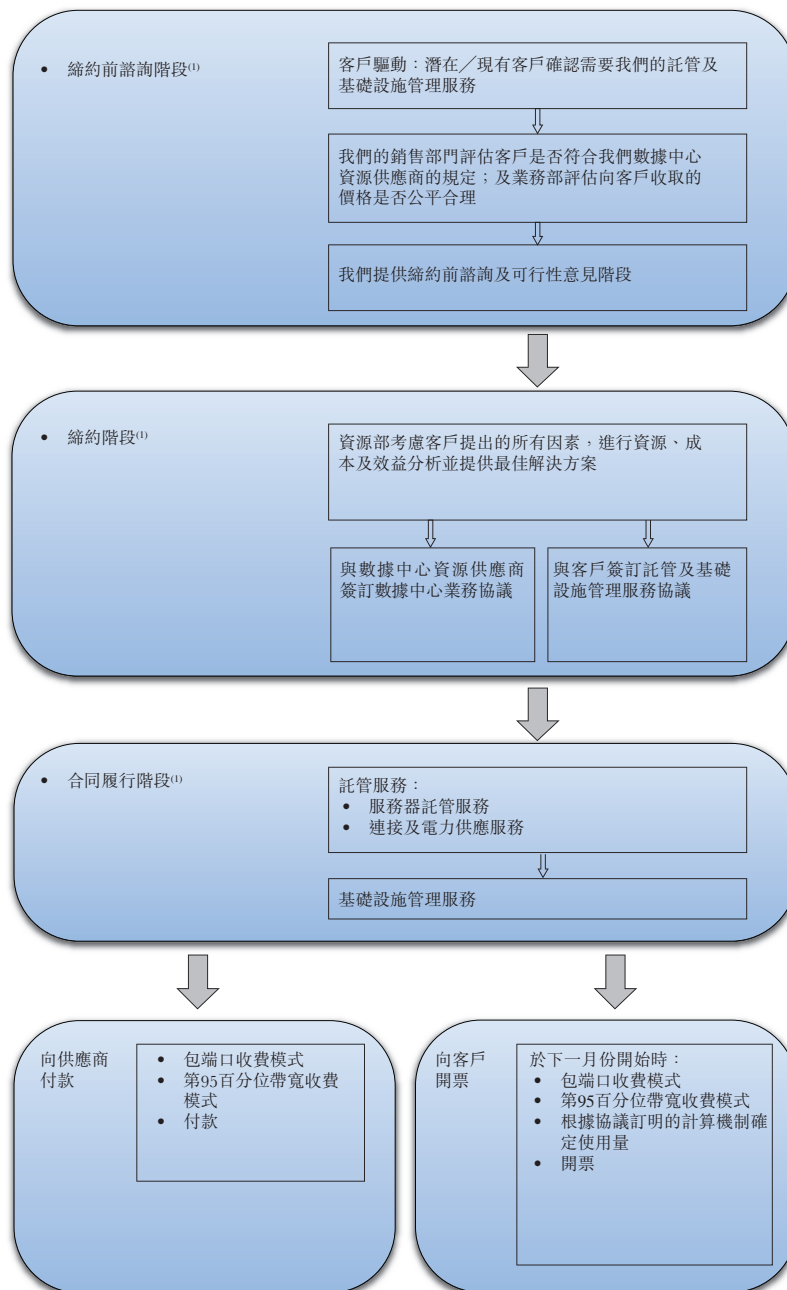 • 締約前諮詢階段⁽¹⁾
客戶驅動：潛在／現有客戶確認需要我們的託管及
基礎設施管理服務
我們的銷售部門評估客戶是否符合我們數據中心
資源供應商的規定；及業務部評估向客戶收取的
價格是否公平合理
我們提供締約前諮詢及可行性意見階段
• 締約階段⁽¹⁾
資源部考慮客戶提出的所有因素，進行資源、成
本及效益分析並提供最佳解決方案
與數據中心資源供應商
簽訂數據中心業務協議
與客戶簽訂託管及基礎
設施管理服務協議
• 合同履行階段⁽¹⁾
託管服務：
• 服務器託管服務
• 連接及電力供應服務
基礎設施管理服務
向供應商
付款
• 包端口收費模式
• 第95百分位帶寬收費
模式
• 付款
向客戶
開票
於下一月份開始時：
• 包端口收費模式
• 第95百分位帶寬收費模式
• 根據協議訂明的計算機制確
定使用量
• 開票